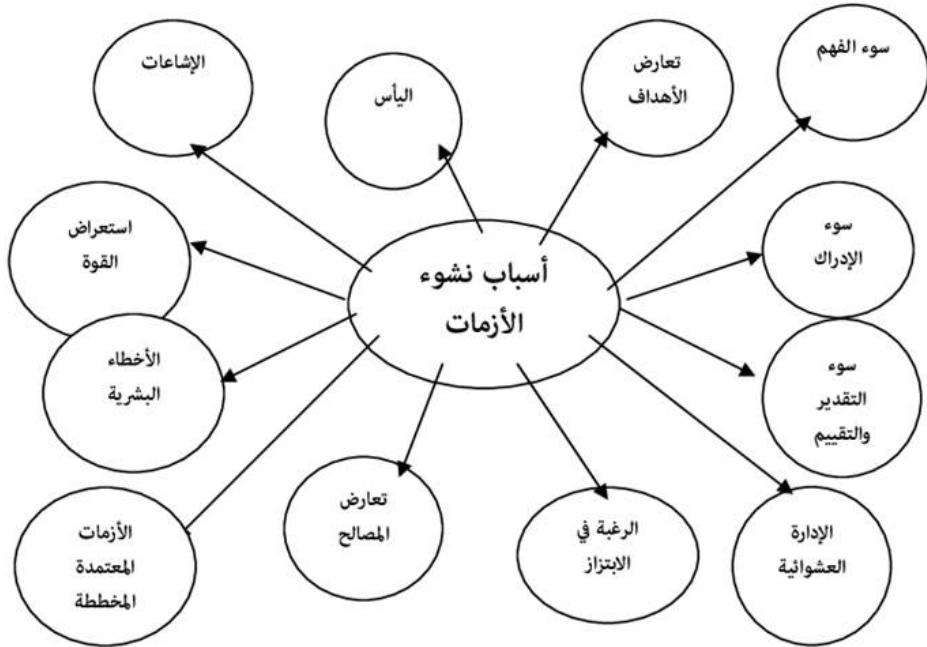 سوء الفهم
تعارض
الأهداف
اليأس
الإشاعات
سوء
الإدراك
أسباب نشوء
الأزمات
استعراض
القوة
سوء
التقدير
والتقييم
الأخطاء
البشرية
الإدارة
العشوائية
الرغبة في
الابتزاز
تعارض
المصالح
الأزمات
المعتمدة
المخططة